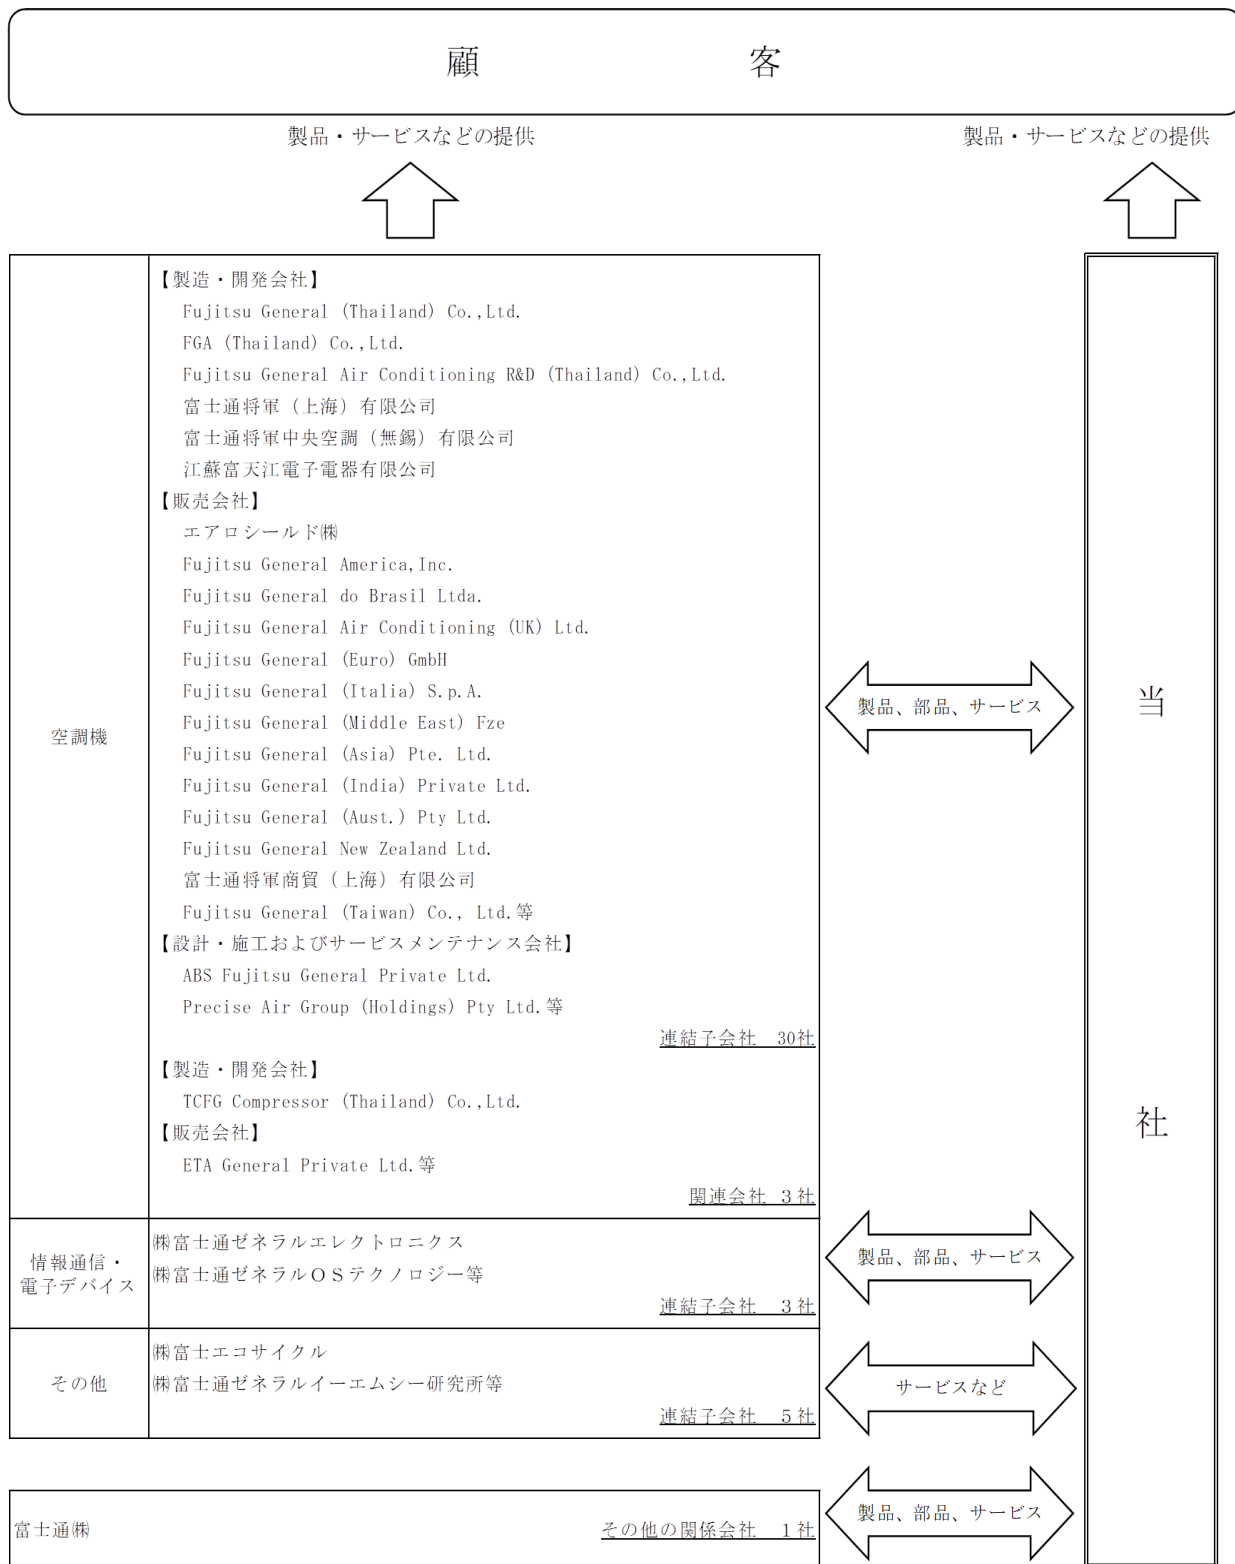 顧客
製品・サービスなどの提供
製品・サービスなどの提供
空調機
【製造・開発会社】
Fujitsu General (Thailand) Co.,Ltd.
FGA (Thailand) Co.,Ltd.
Fujitsu General Air Conditioning R&D (Thailand) Co.,Ltd.
富士通将軍（上海）有限公司
富士通将軍中央空調（無錫）有限公司
江蘇富天江電子電器有限公司
【販売会社】
エアロシールド㈱
Fujitsu General America,Inc.
Fujitsu General do Brasil Ltda.
Fujitsu General Air Conditioning (UK) Ltd.
Fujitsu General (Euro) GmbH
Fujitsu General (Italia) S.p.A.
Fujitsu General (Middle East) Fze
Fujitsu General (Asia) Pte. Ltd.
Fujitsu General (India) Private Ltd.
Fujitsu General (Aust.) Pty Ltd.
Fujitsu General New Zealand Ltd.
富士通将軍商貿（上海）有限公司
Fujitsu General (Taiwan) Co., Ltd.等
【設計・施工およびサービスメンテナンス会社】
ABS Fujitsu General Private Ltd.
Precise Air Group (Holdings) Pty Ltd.等
連結子会社　30社
【製造・開発会社】
TCFG Compressor (Thailand) Co.,Ltd.
【販売会社】
ETA General Private Ltd.等
関連会社　３社
製品、部品、サービス
当社
情報通信・
電子デバイス
㈱富士通ゼネラルエレクトロニクス
㈱富士通ゼネラルＯＳテクノロジー等
連結子会社　３社
製品、部品、サービス
その他
㈱富士エコサイクル
㈱富士通ゼネラルイーエムシー研究所等
連結子会社　５社
サービスなど
富士通㈱
その他の関係会社　１社
製品、部品、サービス